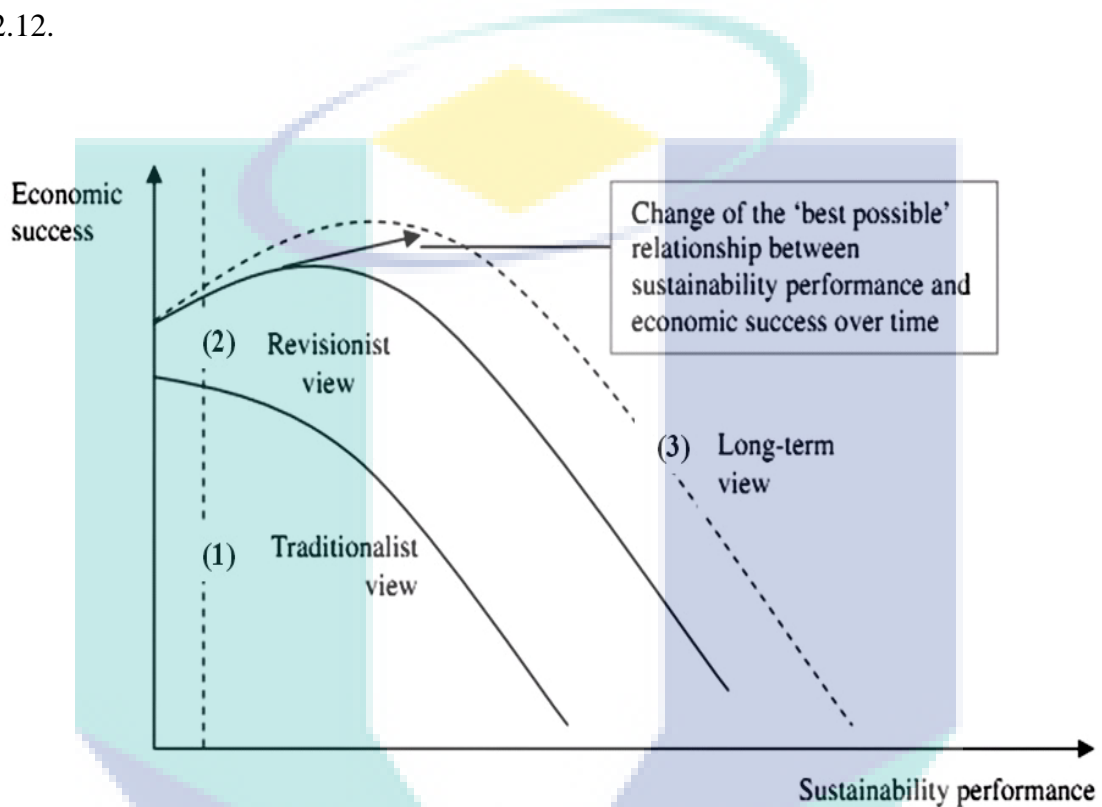 2.12.
Economic
success
Change of the ‘best possible’
relationship between
sustainability performance and
economic success over time
(2) Revisionist
view
(3) Long-term
view
(1) Traditionalist
view
Sustainability performance